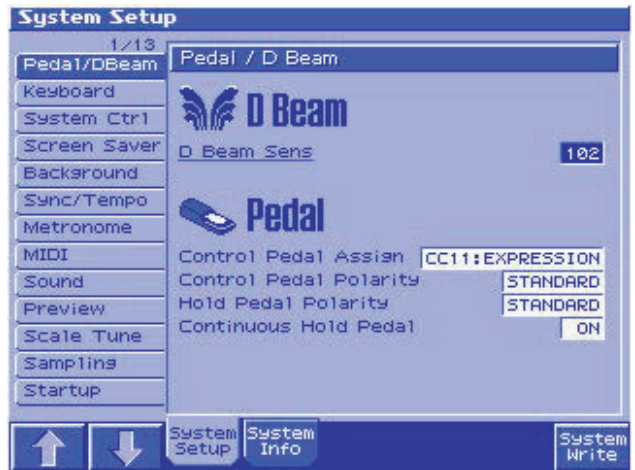 System Setup
1/13
Pedal/DBeam
Keyboard
System Ctrl
Screen Saver
Background
Sync/Tempo
Metronome
MIDI
Sound
Preview
Scale Tune
Sampling
Startup
Pedal / D Beam
D Beam
D Beam Sens 102
Pedal
Control Pedal Assign CC11:EXPRESSION
Control Pedal Polarity STANDARD
Hold Pedal Polarity STANDARD
Continuous Hold Pedal ON
System Setup
System Info
System Write